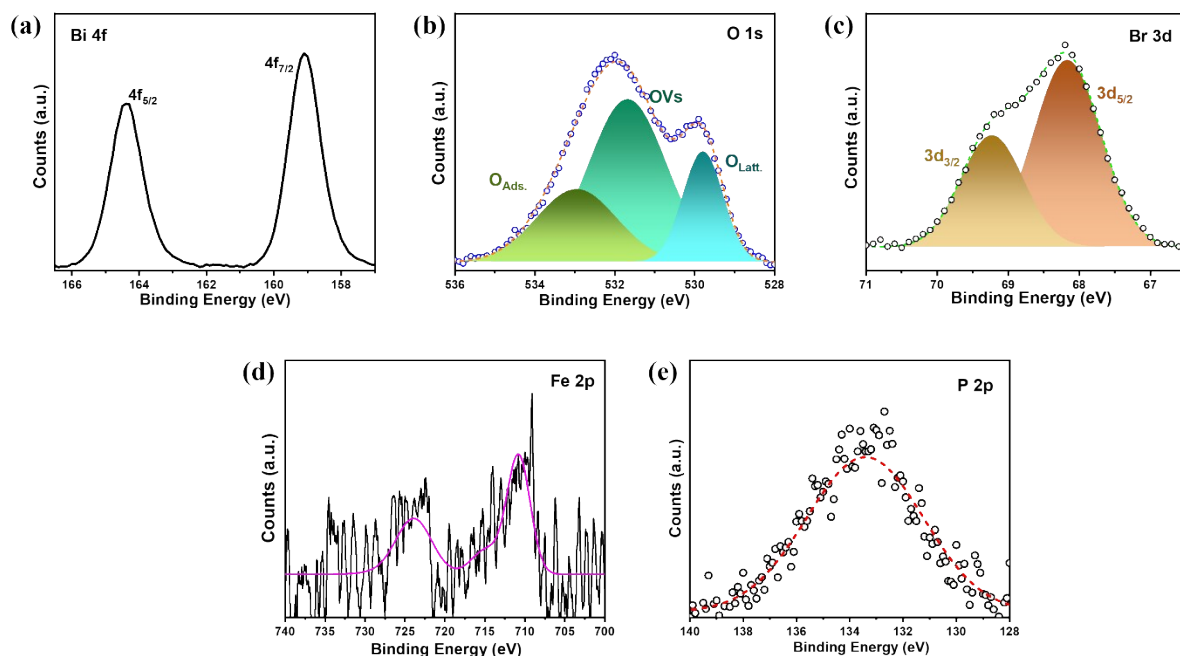 (a)
Bi 4f
4f5/2
4f7/2
Counts (a.u.)
166 164 162 160 158
Binding Energy (eV)
(b)
O 1s
OVs
OAds.
OLatt.
Counts (a.u.)
536 534 532 530 528
Binding Energy (eV)
(c)
Br 3d
3d5/2
3d3/2
Counts (a.u.)
71 70 69 68 67
Binding Energy (eV)
(d)
Fe 2p
Counts (a.u.)
740 735 730 725 720 715 710 705 700
Binding Energy (eV)
(e)
P 2p
Counts (a.u.)
140 138 136 134 132 130 128
Binding Energy (eV)